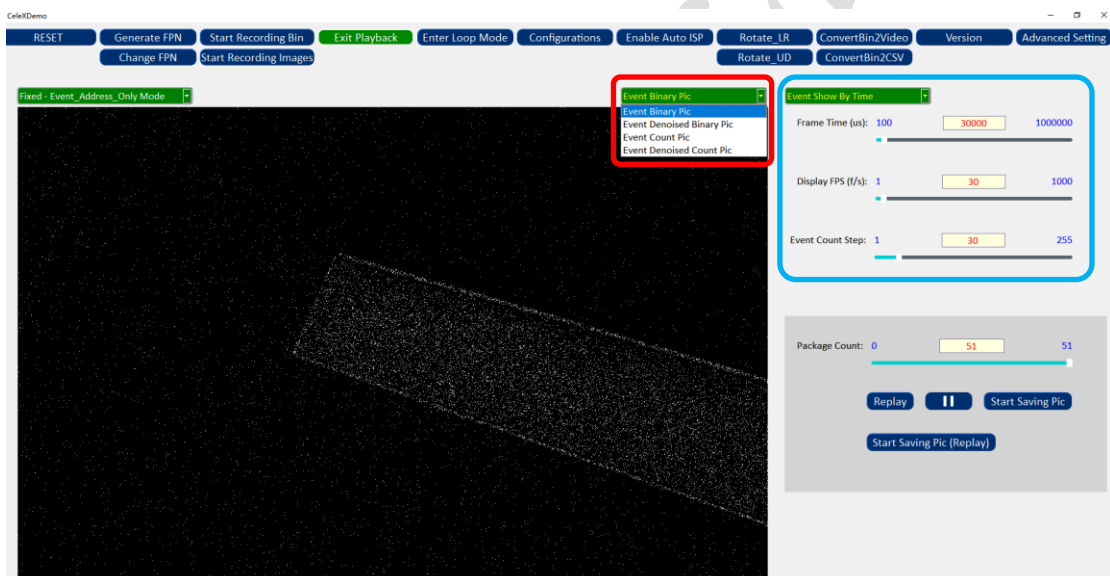 CeleXDemo
RESET Generate FPN Start Recording Bin Exit Playback Enter Loop Mode Configurations Enable Auto ISP Rotate_LR ConvertBin2Video Version Advanced Setting
Change FPN Start Recording Images Rotate_UD ConvertBin2CSV
Fixed - Event_Address_Only Mode Event Binary Pic Event Show By Time
Event Binary Pic
Event Denoised Binary Pic
Event Count Pic
Event Denoised Count Pic
Frame Time (us): 100 30000 1000000
Display FPS (f/s): 1 30 1000
Event Count Step: 1 30 255
Package Count: 0 51 51
Replay Start Saving Pic
Start Saving Pic (Replay)